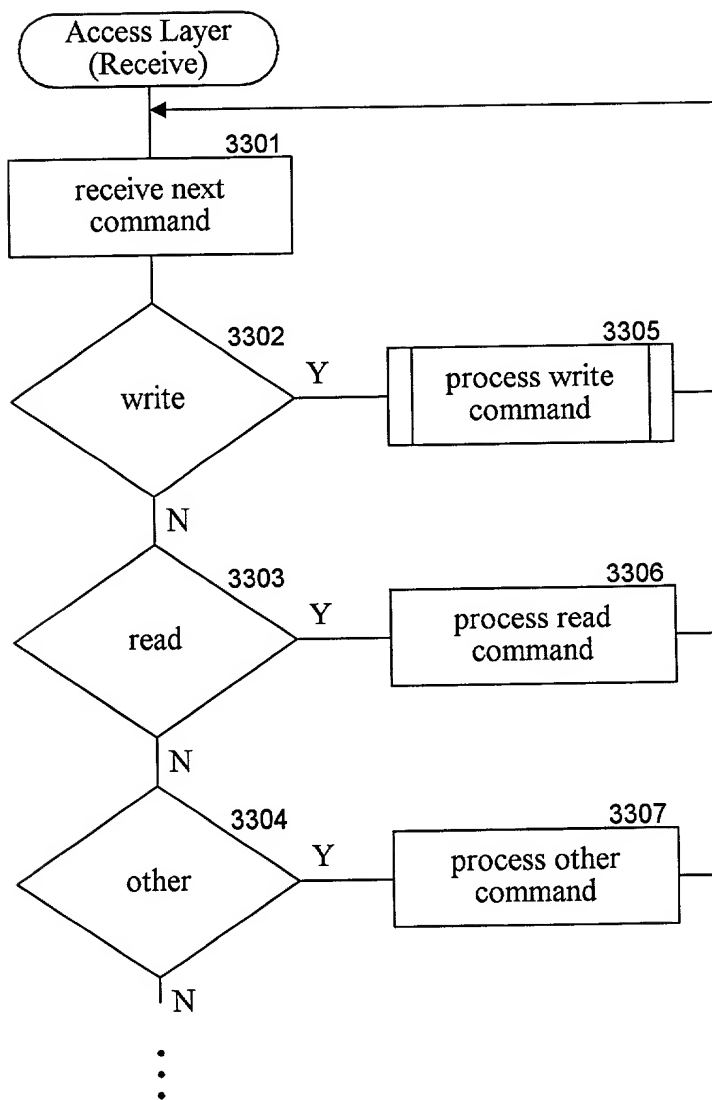 Access Layer
(Receive)
3301
receive next
command
3302
write
Y
3305
process write
command
N
3303
read
Y
3306
process read
command
N
3304
other
Y
3307
process other
command
N